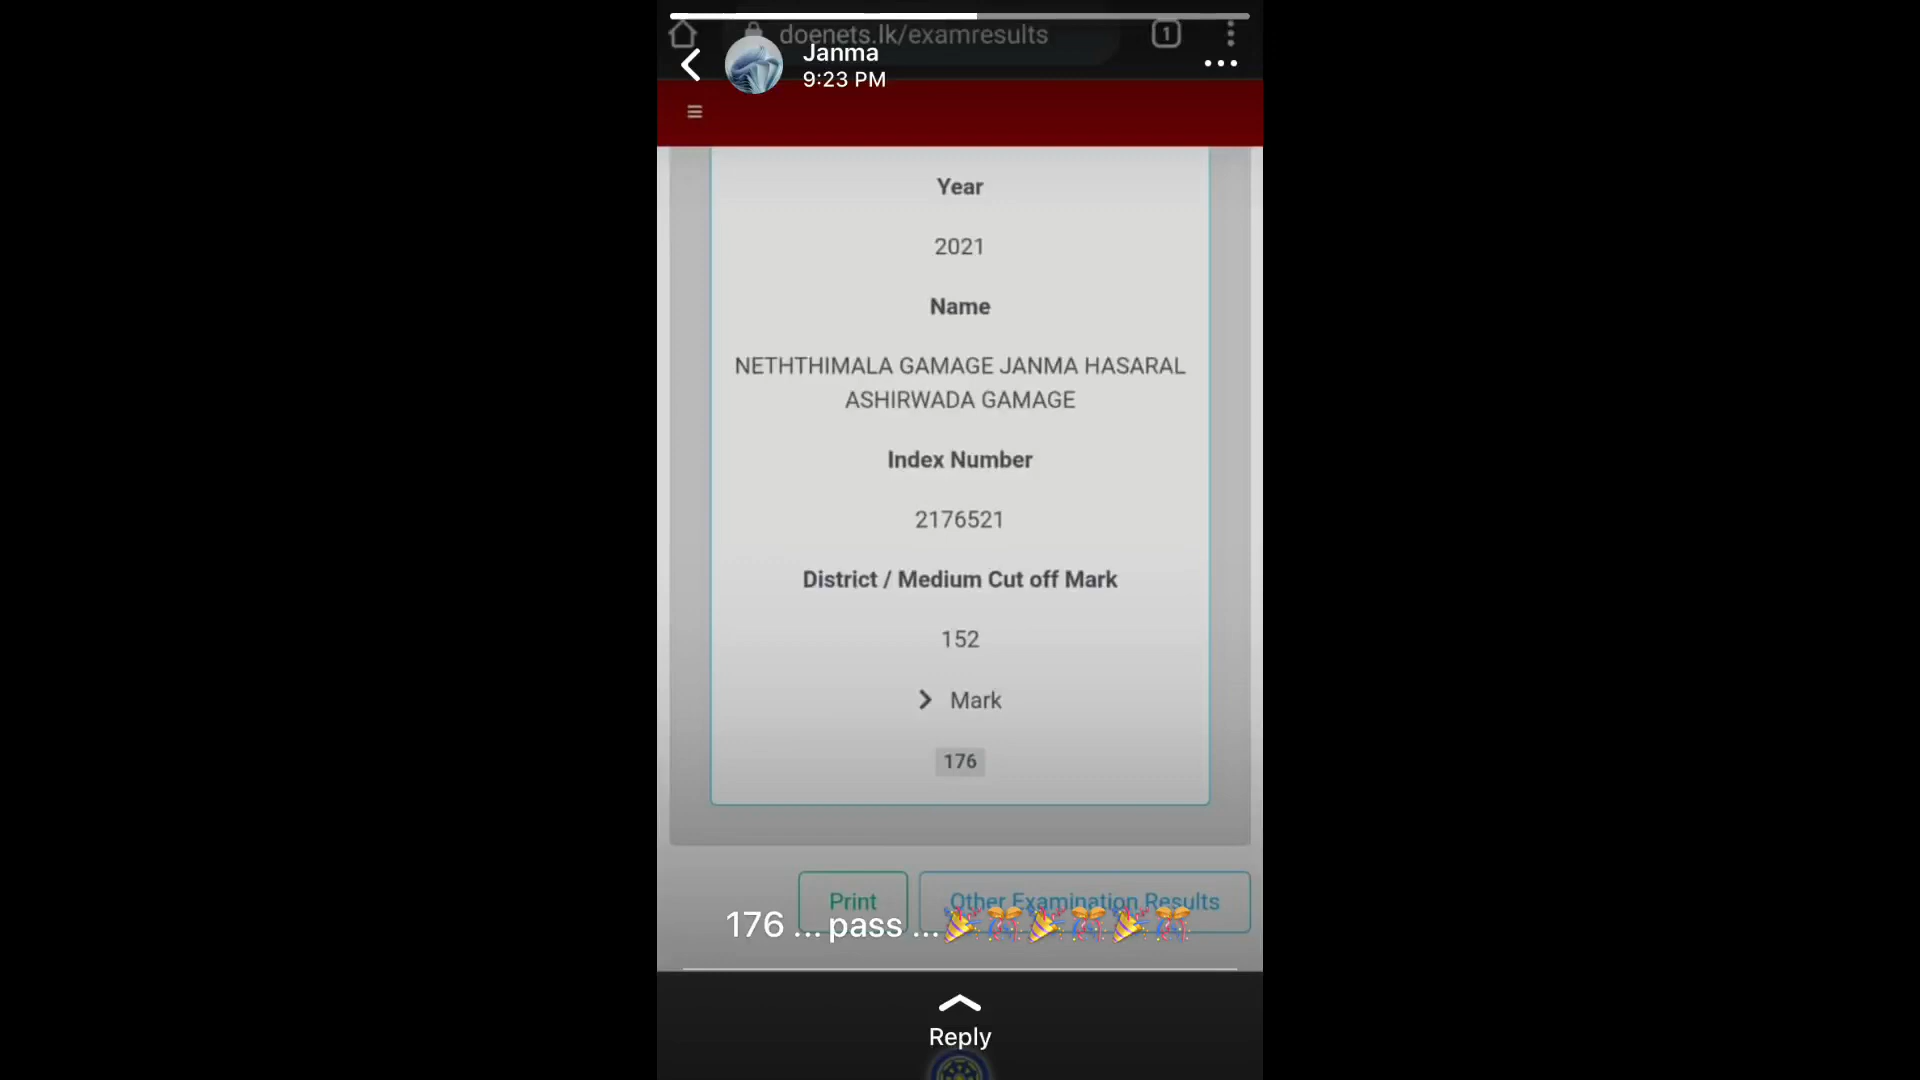 doenets.lk/examresults
1
Janma
9:23 PM
Year
2021
Name
NETHTHIMALA GAMAGE JANMA HASARAL
ASHIRWADA GAMAGE
Index Number
2176521
District / Medium Cut off Mark
152
Mark
176
Print
Other Examination Results
176 ... pass ...🎉🎊🎉🎊🎉🎊
Reply